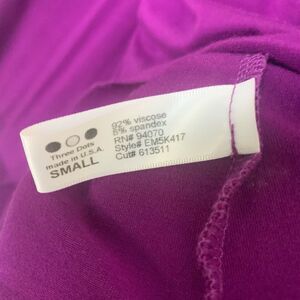 Three Dots
made in U.S.A.
SMALL
92% viscose
8% spandex
RN# 94070
Style# EM5K417
Cut# 613511